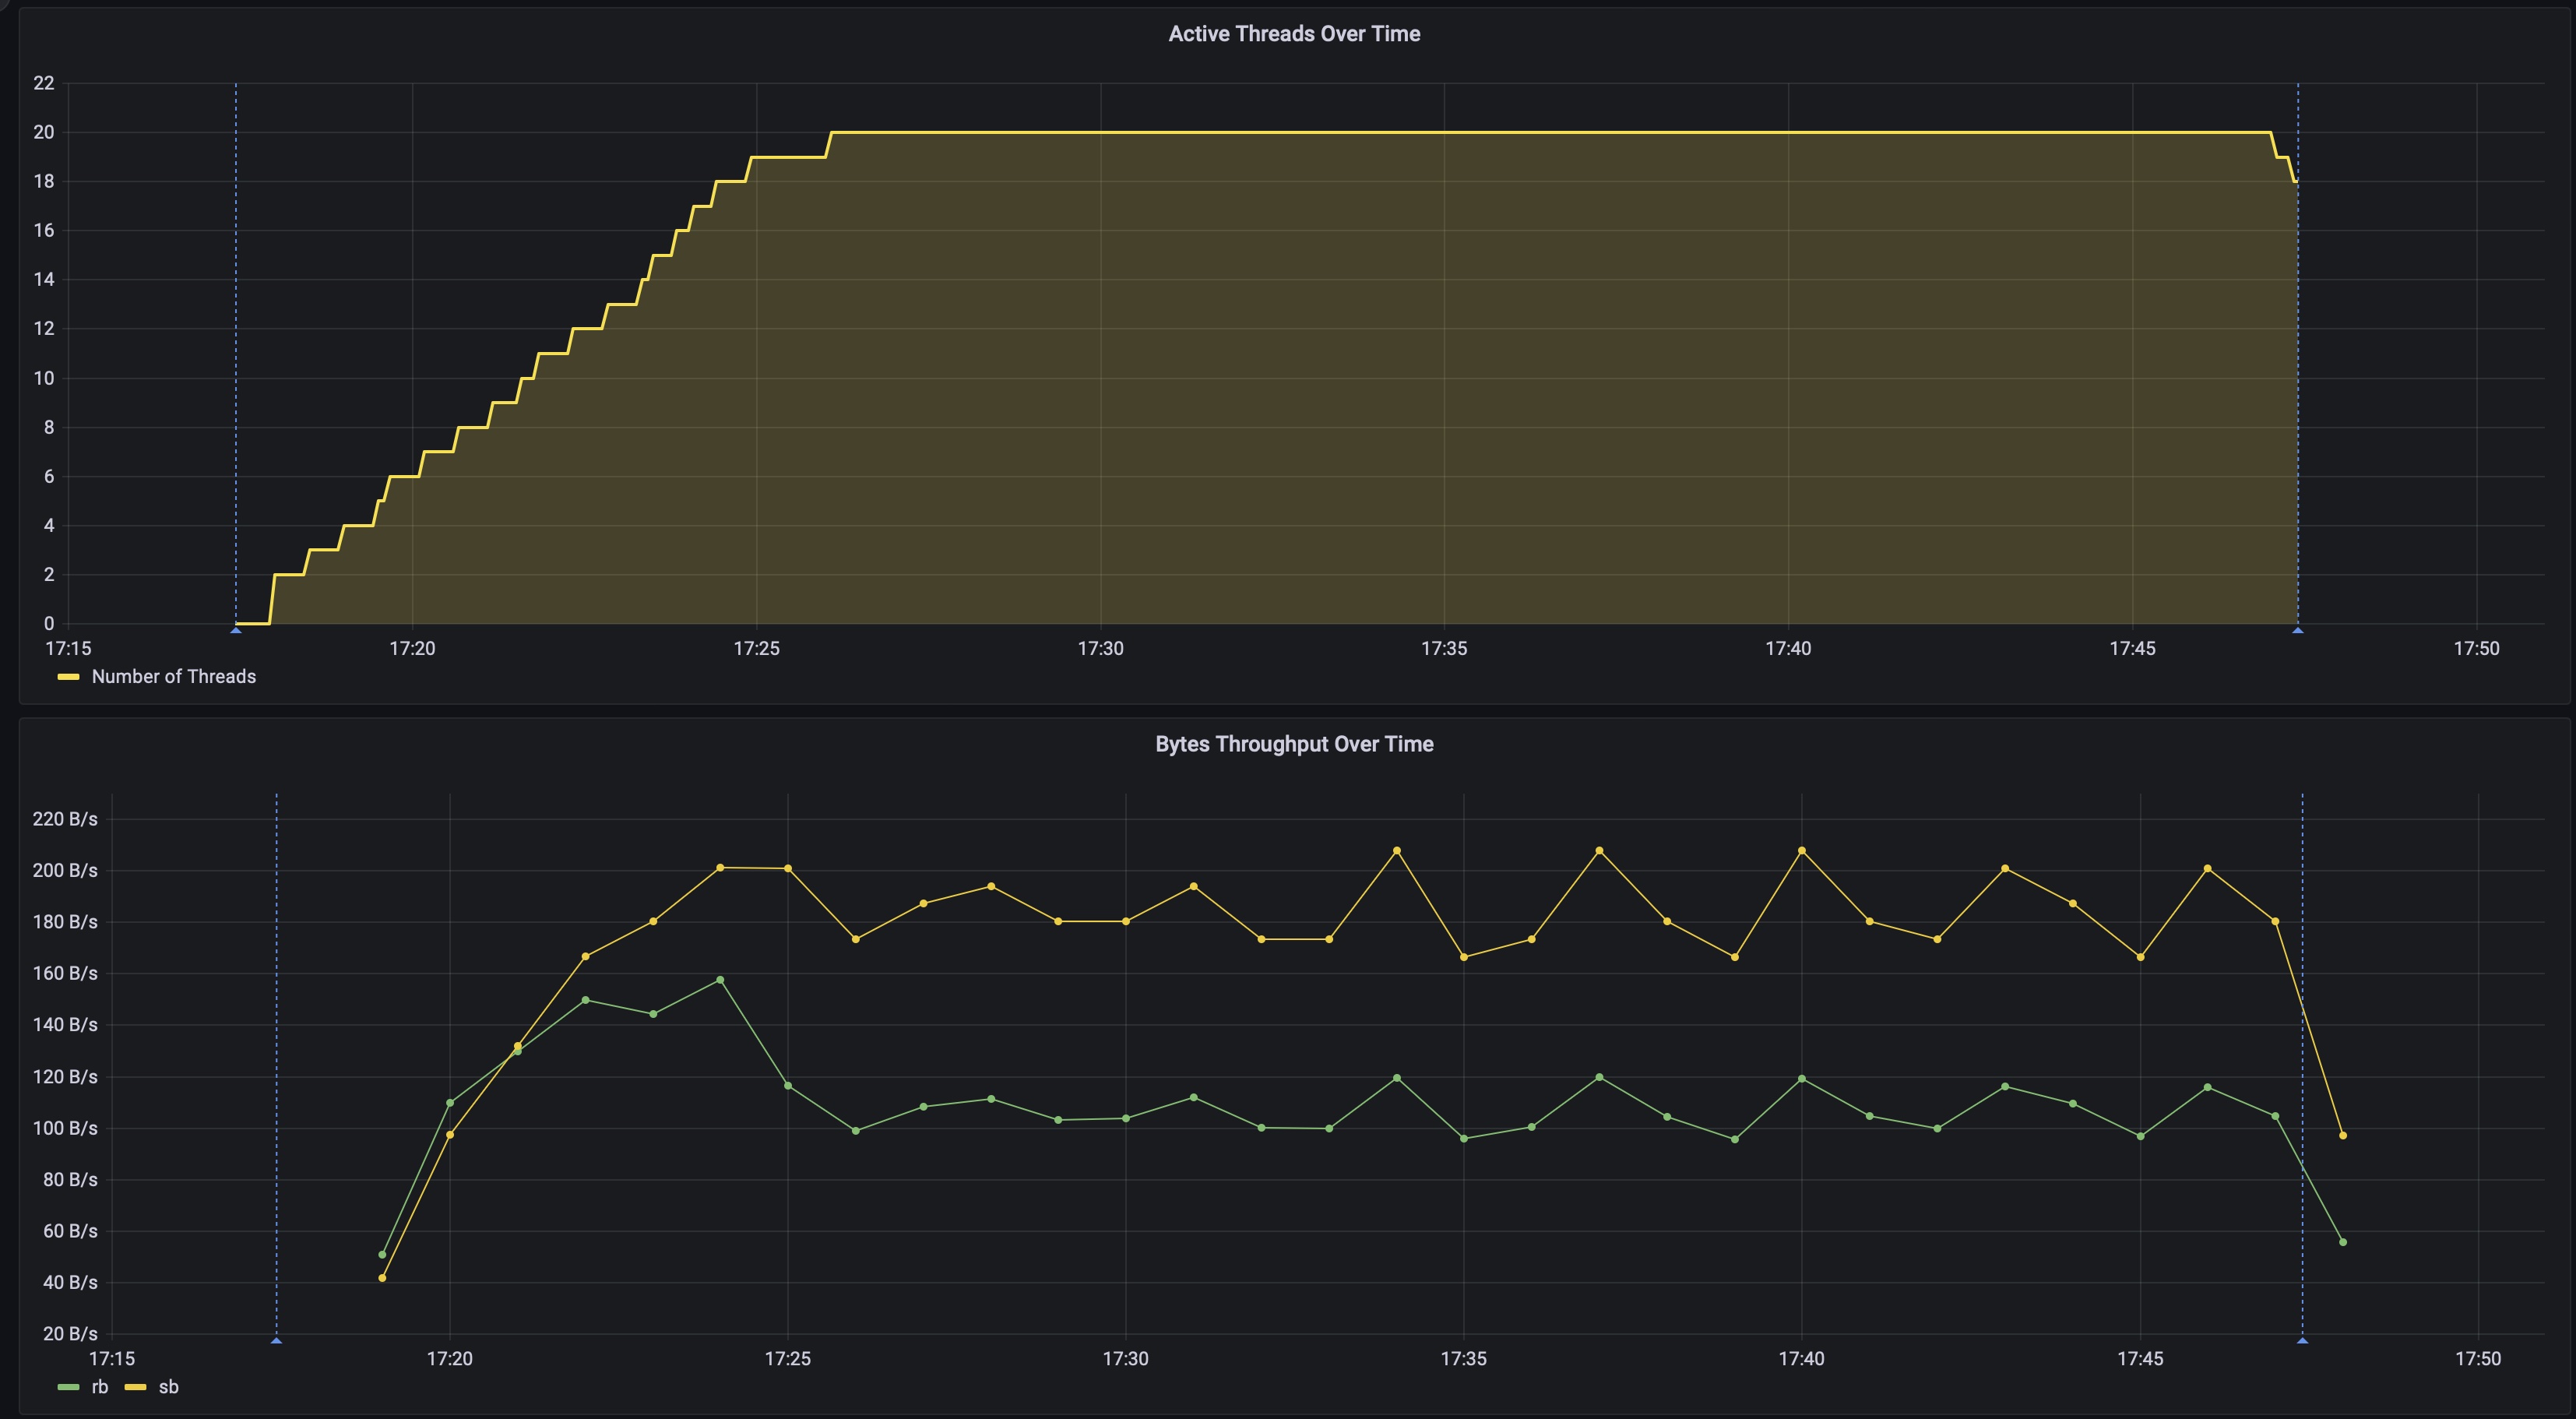 Active Threads Over Time
22
20
18
16
14
12
10
8
6
4
2
0
17:15 17:20 17:25 17:30 17:35 17:40 17:45 17:50
Number of Threads
Bytes Throughput Over Time
220 B/s
200 B/s
180 B/s
160 B/s
140 B/s
120 B/s
100 B/s
80 B/s
60 B/s
40 B/s
20 B/s
17:15 17:20 17:25 17:30 17:35 17:40 17:45 17:50
rb sb